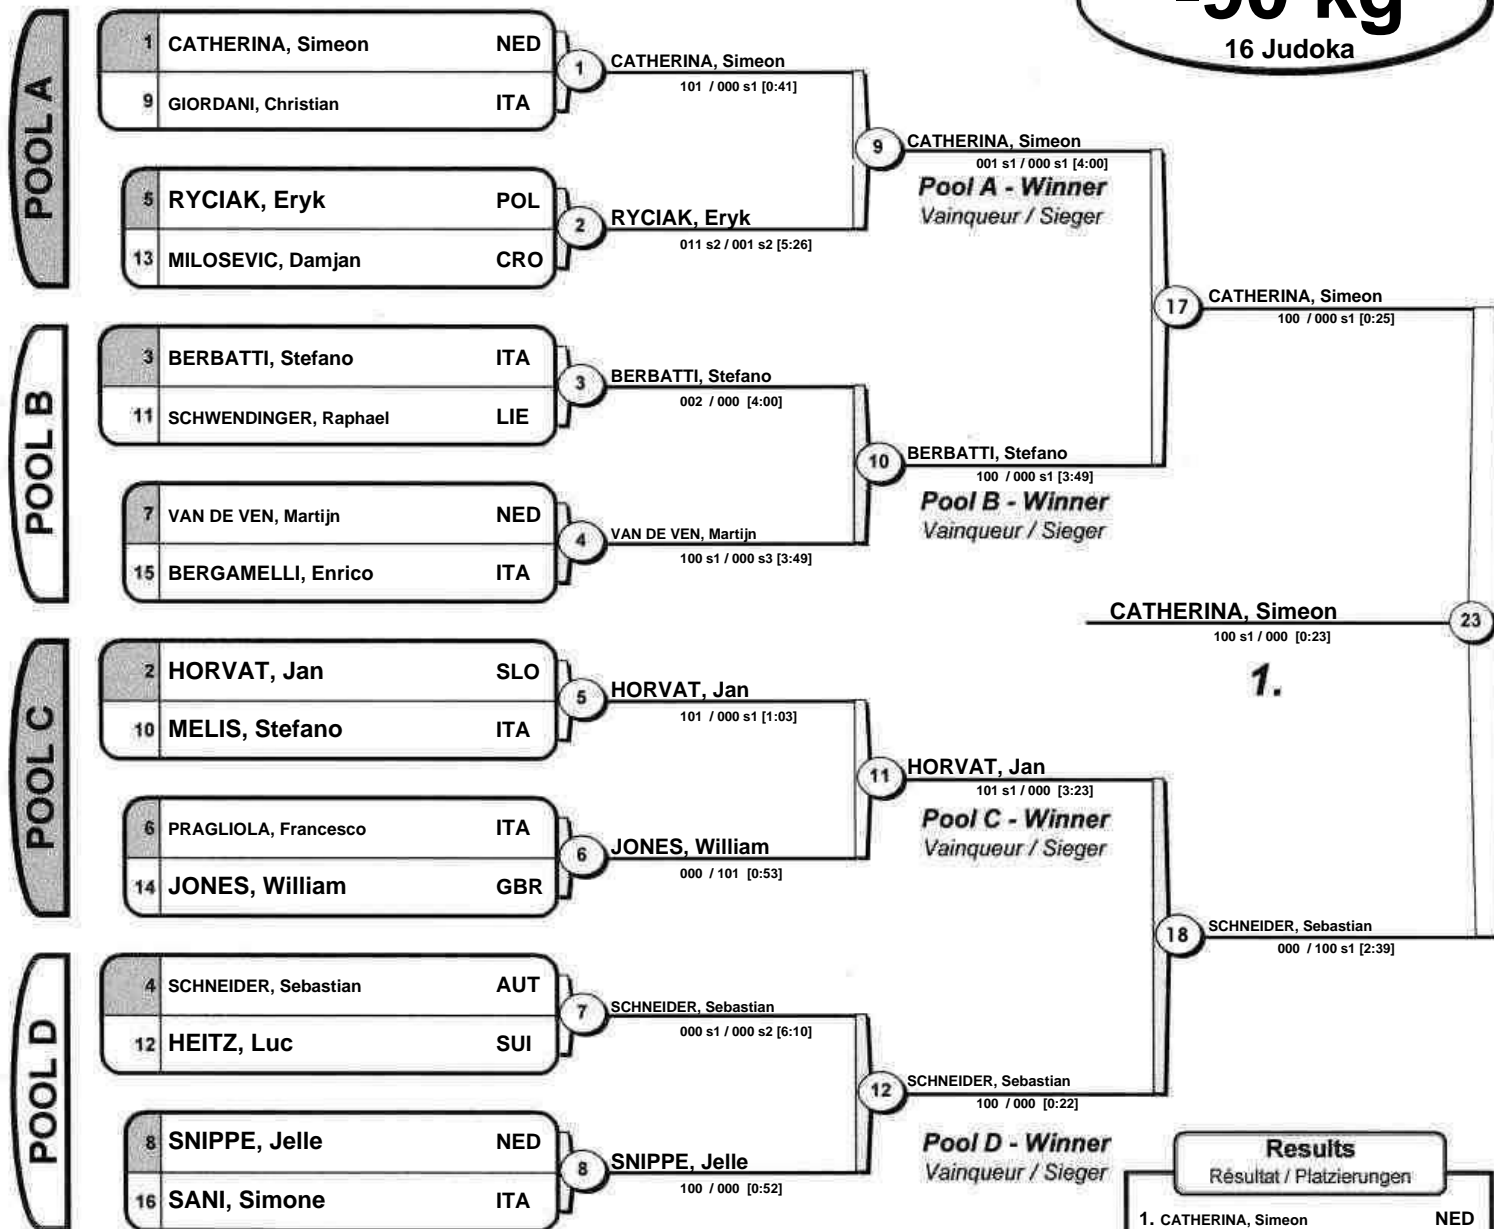 -90 kg
16 Judoka
POOL A
1 CATHERINA, Simeon NED
9 GIORDANI, Christian ITA
1
CATHERINA, Simeon
101 / 000 s1 [0:41]
5 RYCIAK, Eryk POL
13 MILOSEVIC, Damjan CRO
2
RYCIAK, Eryk
011 s2 / 001 s2 [5:26]
9
CATHERINA, Simeon
001 s1 / 000 s1 [4:00]
Pool A - Winner
Vainqueur / Sieger
POOL B
3 BERBATTI, Stefano ITA
11 SCHWENDINGER, Raphael LIE
3
BERBATTI, Stefano
002 / 000 [4:00]
7 VAN DE VEN, Martijn NED
15 BERGAMELLI, Enrico ITA
4
VAN DE VEN, Martijn
100 s1 / 000 s3 [3:49]
10
BERBATTI, Stefano
100 / 000 s1 [3:49]
Pool B - Winner
Vainqueur / Sieger
17
CATHERINA, Simeon
100 / 000 s1 [0:25]
POOL C
2 HORVAT, Jan SLO
10 MELIS, Stefano ITA
5
HORVAT, Jan
101 / 000 s1 [1:03]
6 PRAGLIOLA, Francesco ITA
14 JONES, William GBR
6
JONES, William
000 / 101 [0:53]
11
HORVAT, Jan
101 s1 / 000 [3:23]
Pool C - Winner
Vainqueur / Sieger
POOL D
4 SCHNEIDER, Sebastian AUT
12 HEITZ, Luc SUI
7
SCHNEIDER, Sebastian
000 s1 / 000 s2 [6:10]
8 SNIPPE, Jelle NED
16 SANI, Simone ITA
8
SNIPPE, Jelle
100 / 000 [0:52]
12
SCHNEIDER, Sebastian
100 / 000 [0:22]
Pool D - Winner
Vainqueur / Sieger
18
SCHNEIDER, Sebastian
000 / 100 s1 [2:39]
23
CATHERINA, Simeon
100 s1 / 000 [0:23]
1.
Results
Résultat / Platzierungen
1. CATHERINA, Simeon NED